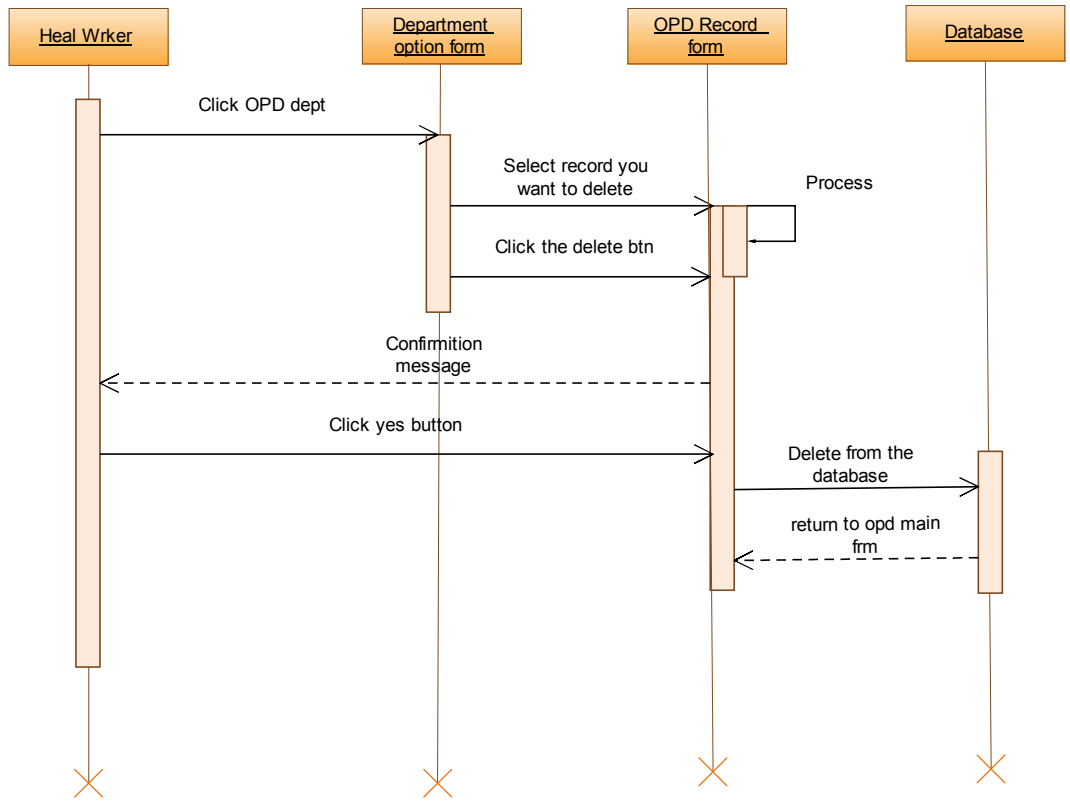 Heal Wrker
Department
option form
OPD Record
form
Database
Click OPD dept
Select record you
want to delete
Process
Click the delete btn
Confirmition
message
Click yes button
Delete from the
database
return to opd main
frm